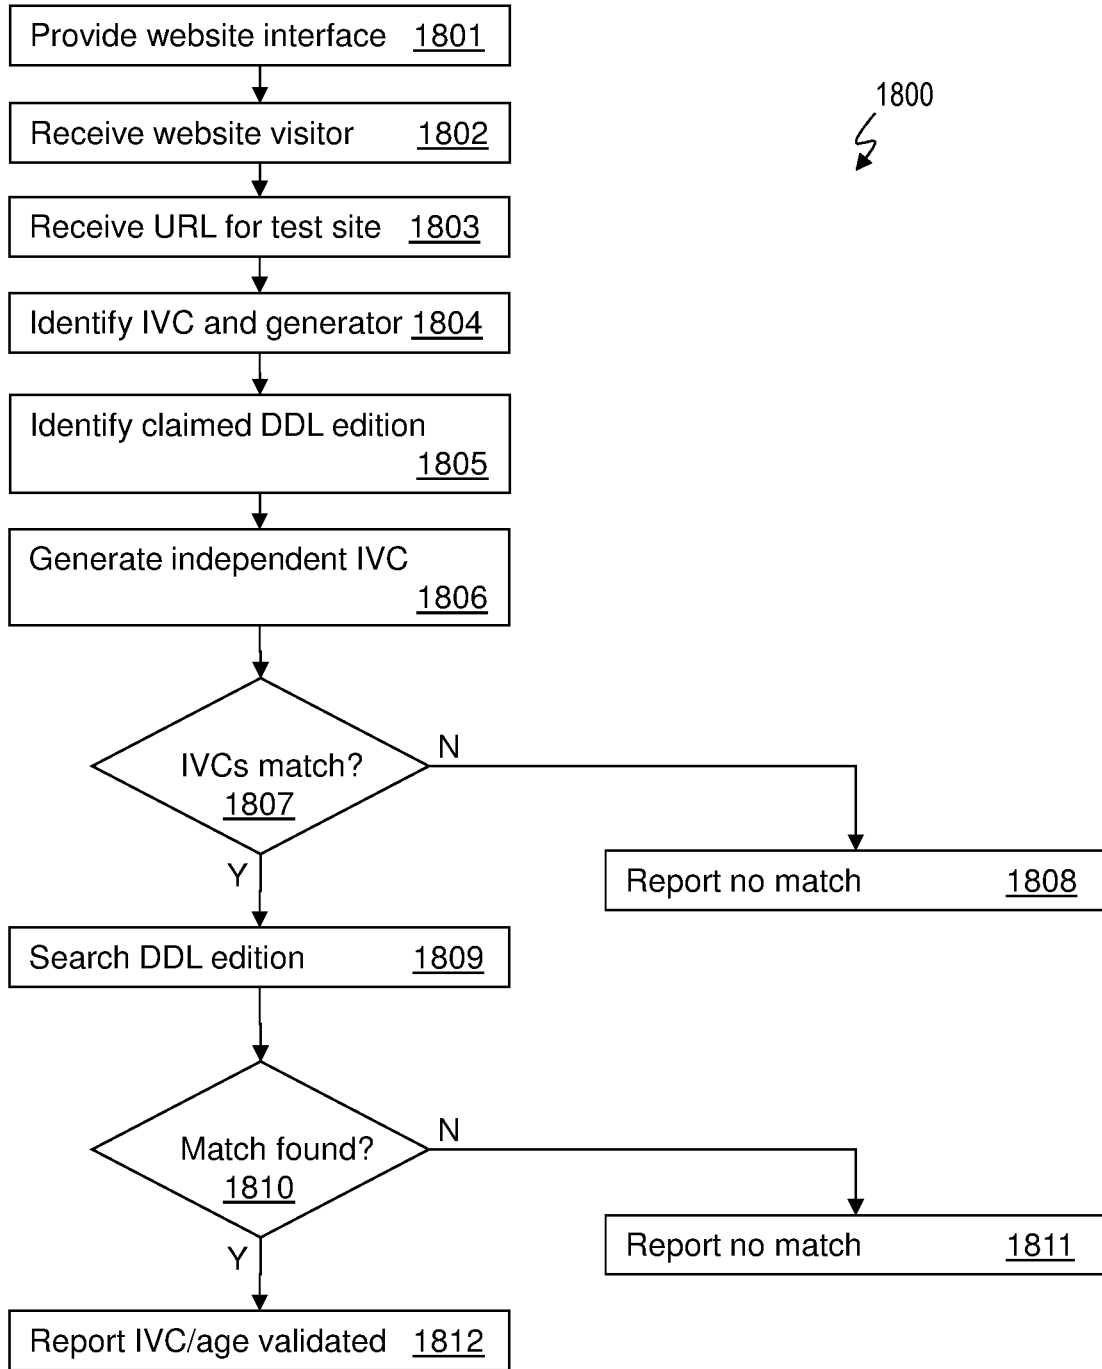 Provide website interface 1801
1800
Receive website visitor 1802
Receive URL for test site 1803
Identify IVC and generator 1804
Identify claimed DDL edition
1805
Generate independent IVC
1806
IVCs match?
1807
N
Y
Report no match 1808
Search DDL edition 1809
Match found?
1810
N
Y
Report no match 1811
Report IVC/age validated 1812